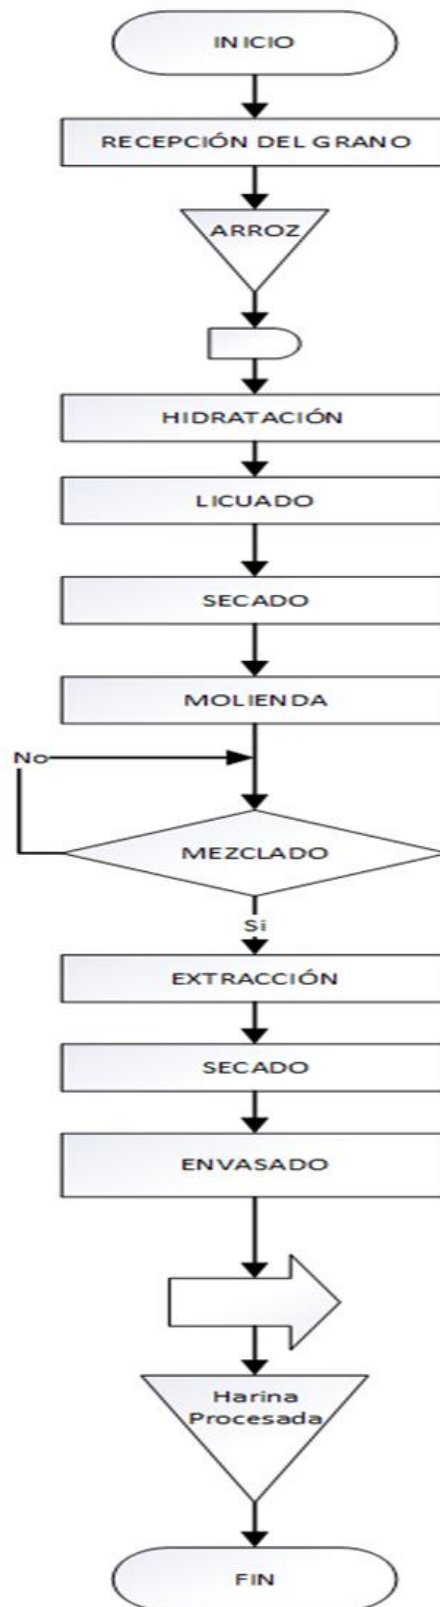 INICIO
RECEPCIÓN DEL GRANO
ARROZ
HIDRATACIÓN
LICUADO
SECADO
MOLIENDA
No
MEZCLADO
Si
EXTRACCIÓN
SECADO
ENVASADO
Harina
Procesada
FIN